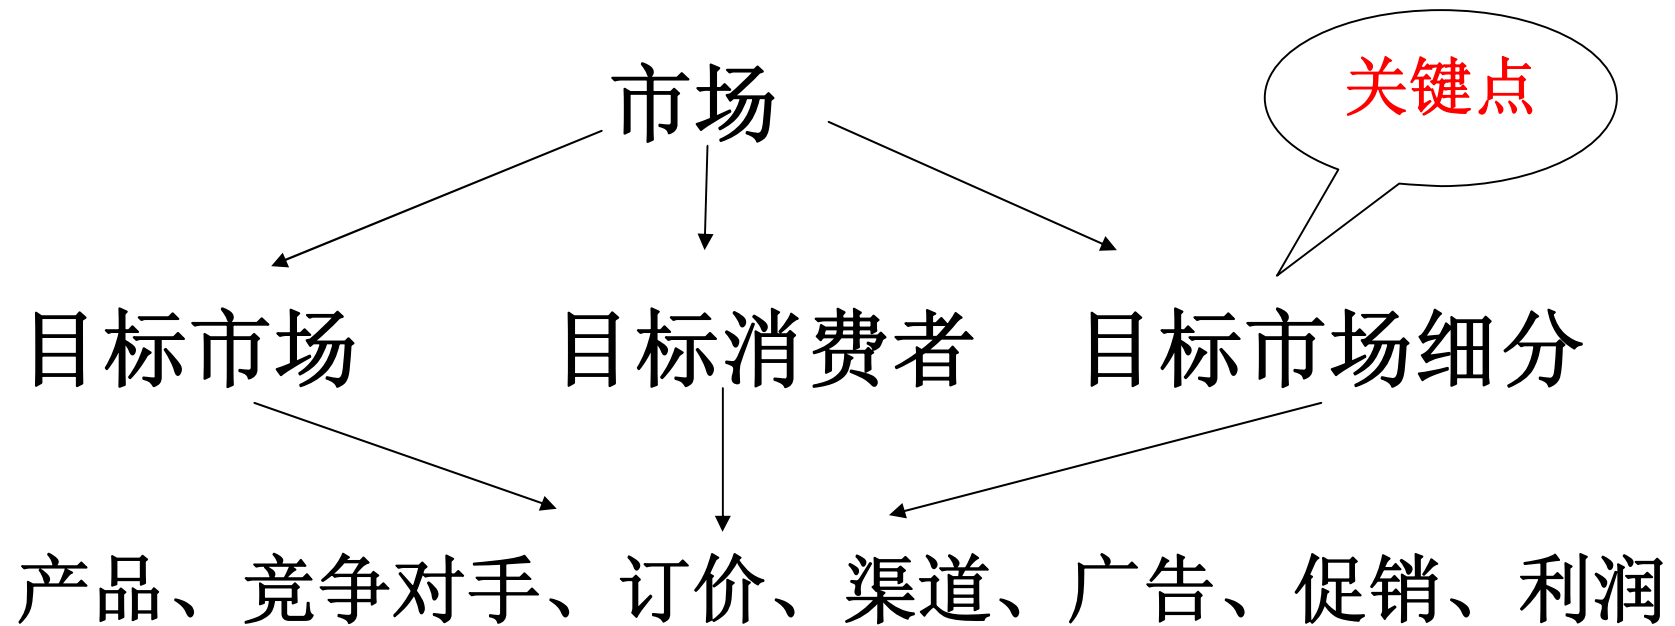 关键点
市场
目标市场 目标消费者 目标市场细分
产品、竞争对手、订价、渠道、广告、促销、利润